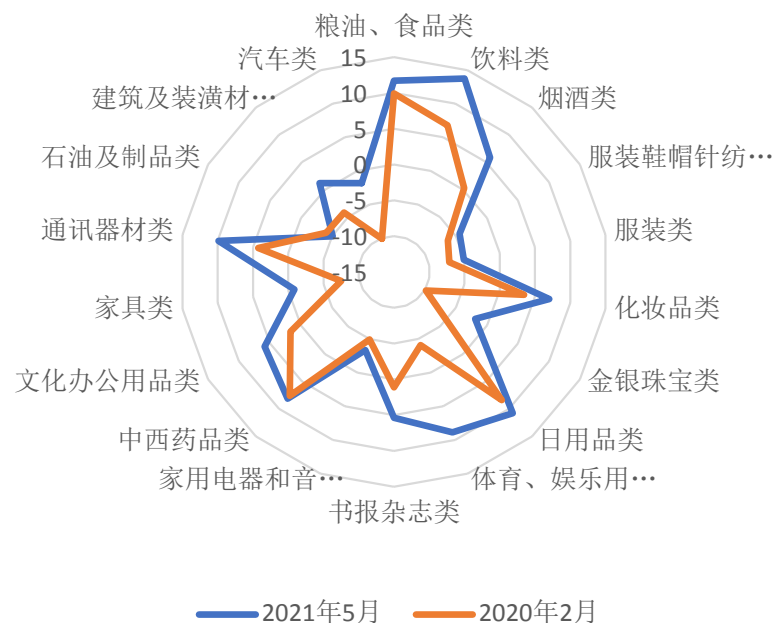 粮油、食品类
15
汽车类
饮料类
建筑及装潢材…
10
烟酒类
5
石油及制品类
0
服装鞋帽针纺…
-5
通讯器材类
-10
服装类
-15
家具类
化妆品类
文化办公用品类
金银珠宝类
中西药品类
日用品类
家用电器和音…
体育、娱乐用…
书报杂志类
2021年5月
2020年2月